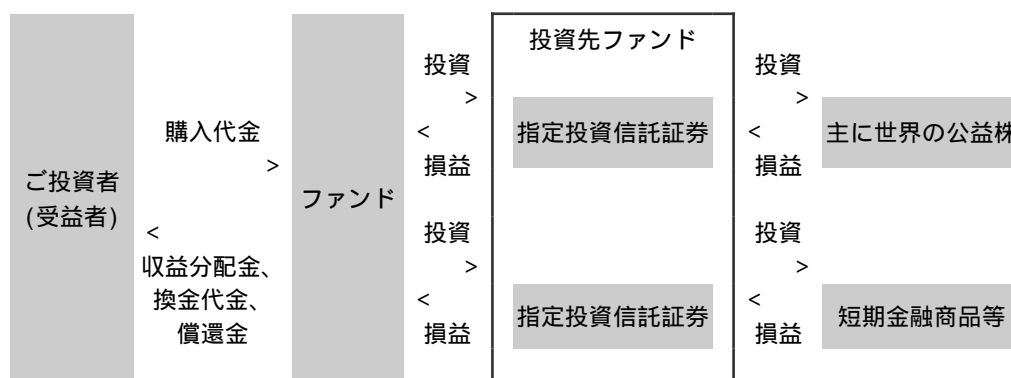 ご投資者
(受益者)
購入代金
>
<
収益分配金、
換金代金、
償還金
ファンド
投資
>
<
損益
投資
>
<
損益
投資先ファンド
指定投資信託証券
指定投資信託証券
投資
>
<
損益
投資
>
<
損益
主に世界の公益株
短期金融商品等